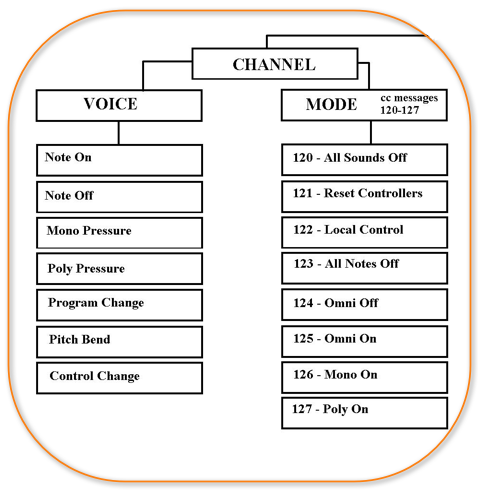 CHANNEL
VOICE
Note On
Note Off
Mono Pressure
Poly Pressure
Program Change
Pitch Bend
Control Change
MODE
cc messages
120-127
120 - All Sounds Off
121 - Reset Controllers
122 - Local Control
123 - All Notes Off
124 - Omni Off
125 - Omni On
126 - Mono On
127 - Poly On